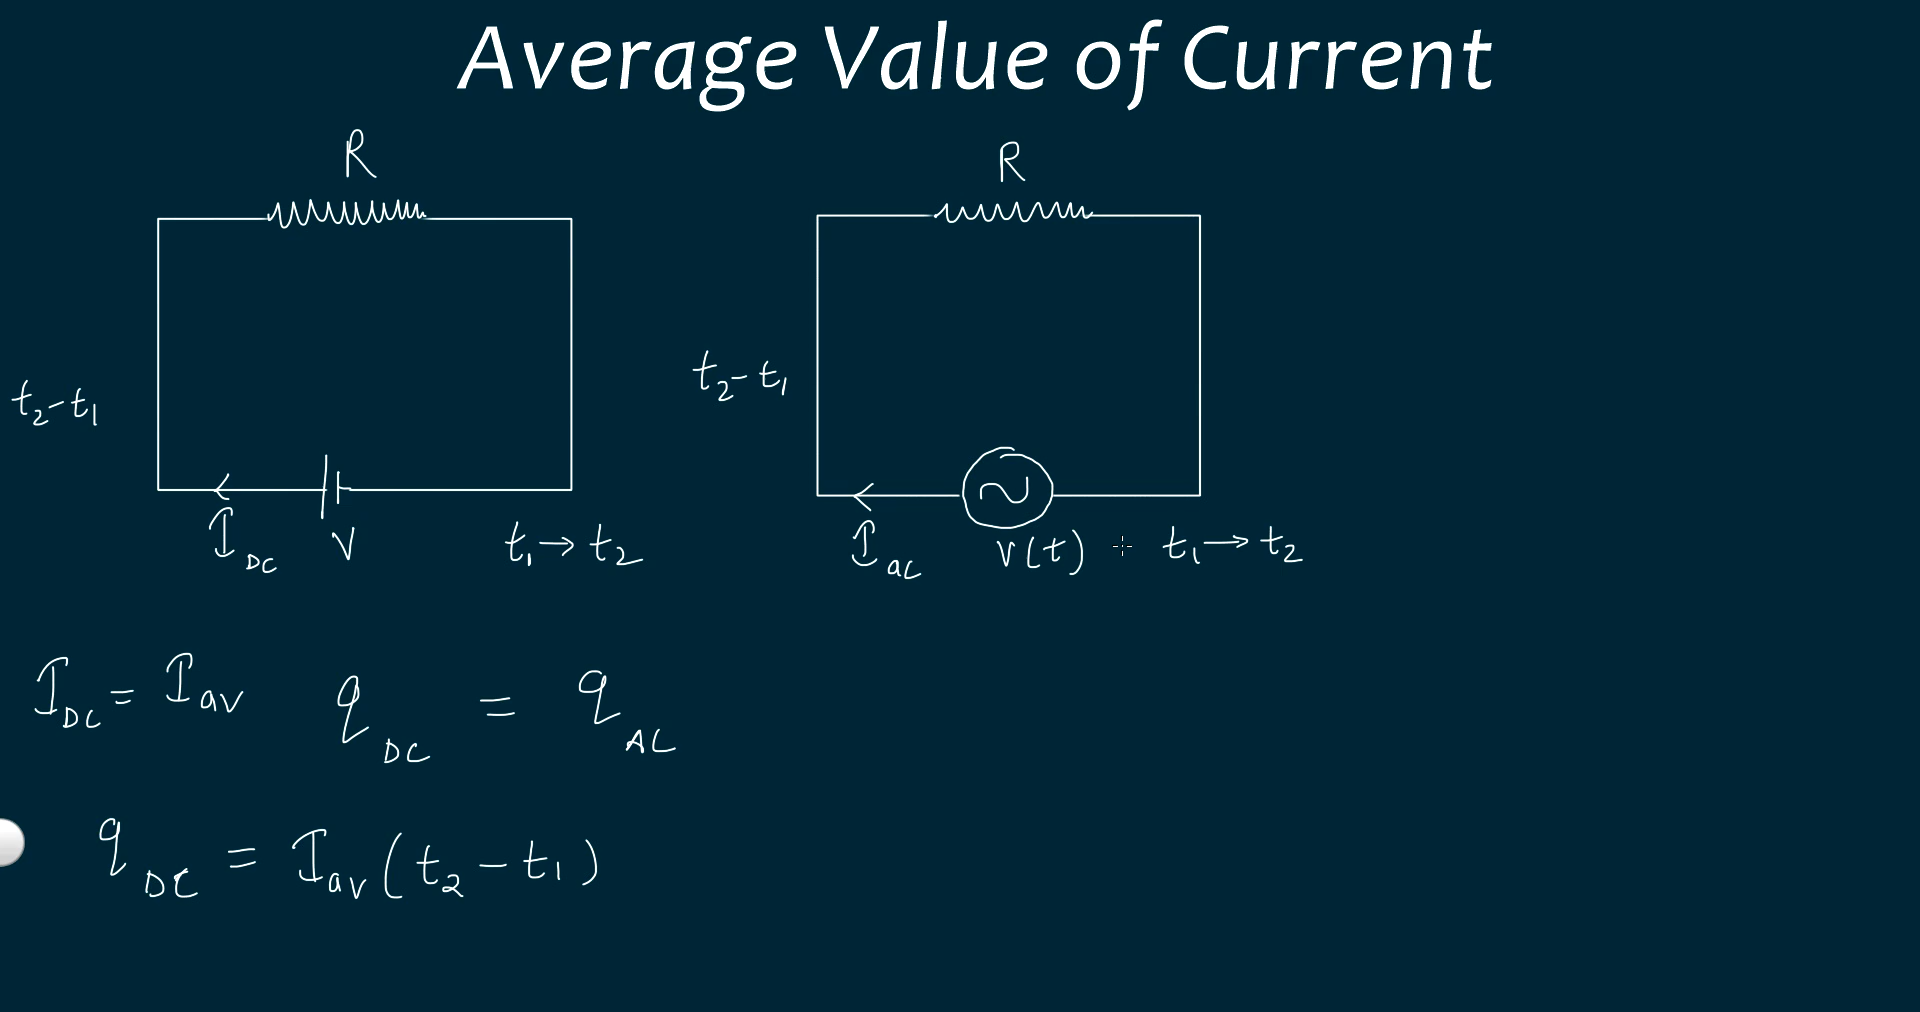 Average Value of Current
R
R
t₂-t₁
t₂-t₁
I_DC V t₁→t₂
I_ac V(t) t₁→t₂
I_DC = I_av q_DC = q_AC
q_DC = I_av(t₂-t₁)